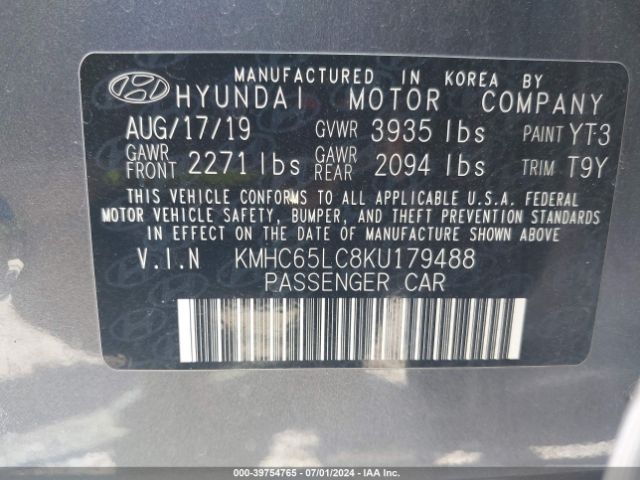 MANUFACTURED IN KOREA BY
HYUNDAI MOTOR COMPANY
AUG/17/19 GVWR 3935 lbs PAINT YT3
GAWR FRONT 2271 lbs GAWR REAR 2094 lbs TRIM T9Y
THIS VEHICLE CONFORMS TO ALL APPLICABLE U.S.A. FEDERAL
MOTOR VEHICLE SAFETY, BUMPER, AND THEFT PREVENTION STANDARDS
IN EFFECT ON THE DATE OF MANUFACTURE SHOWN ABOVE
V.I.N KMHC65LC8KU179488
PASSENGER CAR
000-39754765 - 07/01/2024 - IAAI.COM